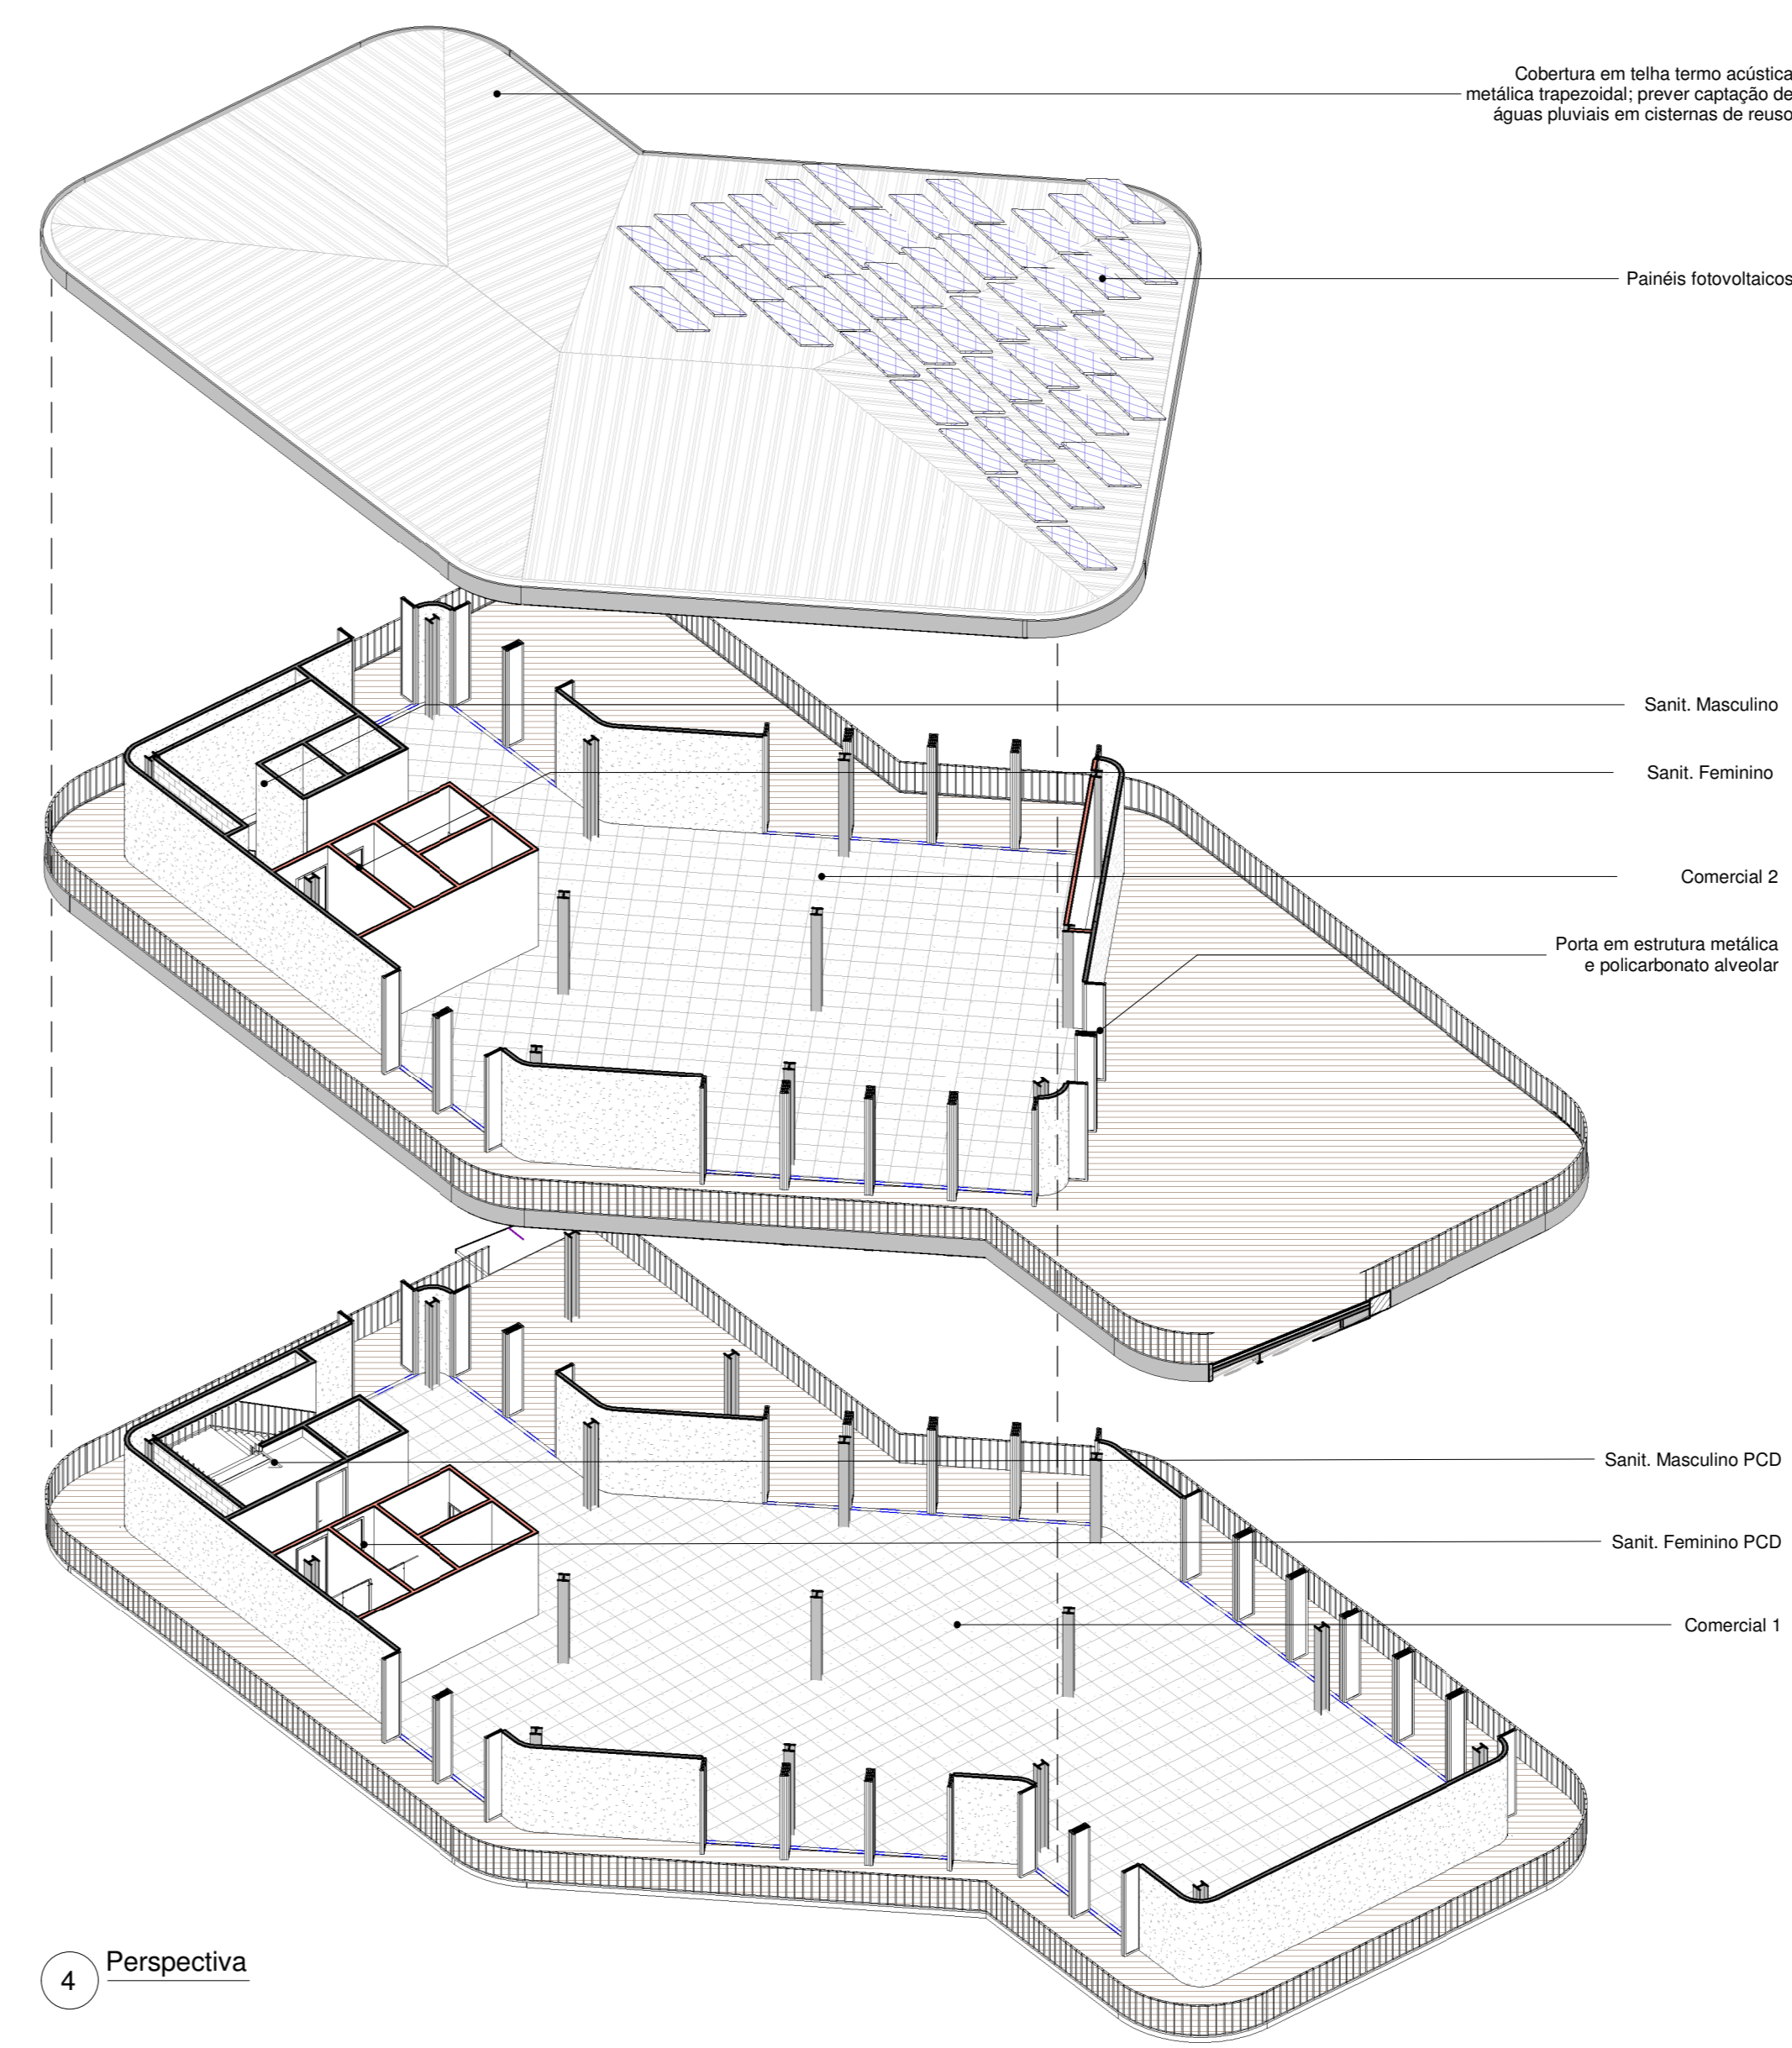 Cobertura em telha termo acústica
metálica trapezoidal; prever captação de
águas pluviais em cisternas de reuso
Painéis fotovoltaicos
Sanit. Masculino
Sanit. Feminino
Comercial 2
Porta em estrutura metálica
e policarbonato alveolar
Sanit. Masculino PCD
Sanit. Feminino PCD
Comercial 1
4 Perspectiva